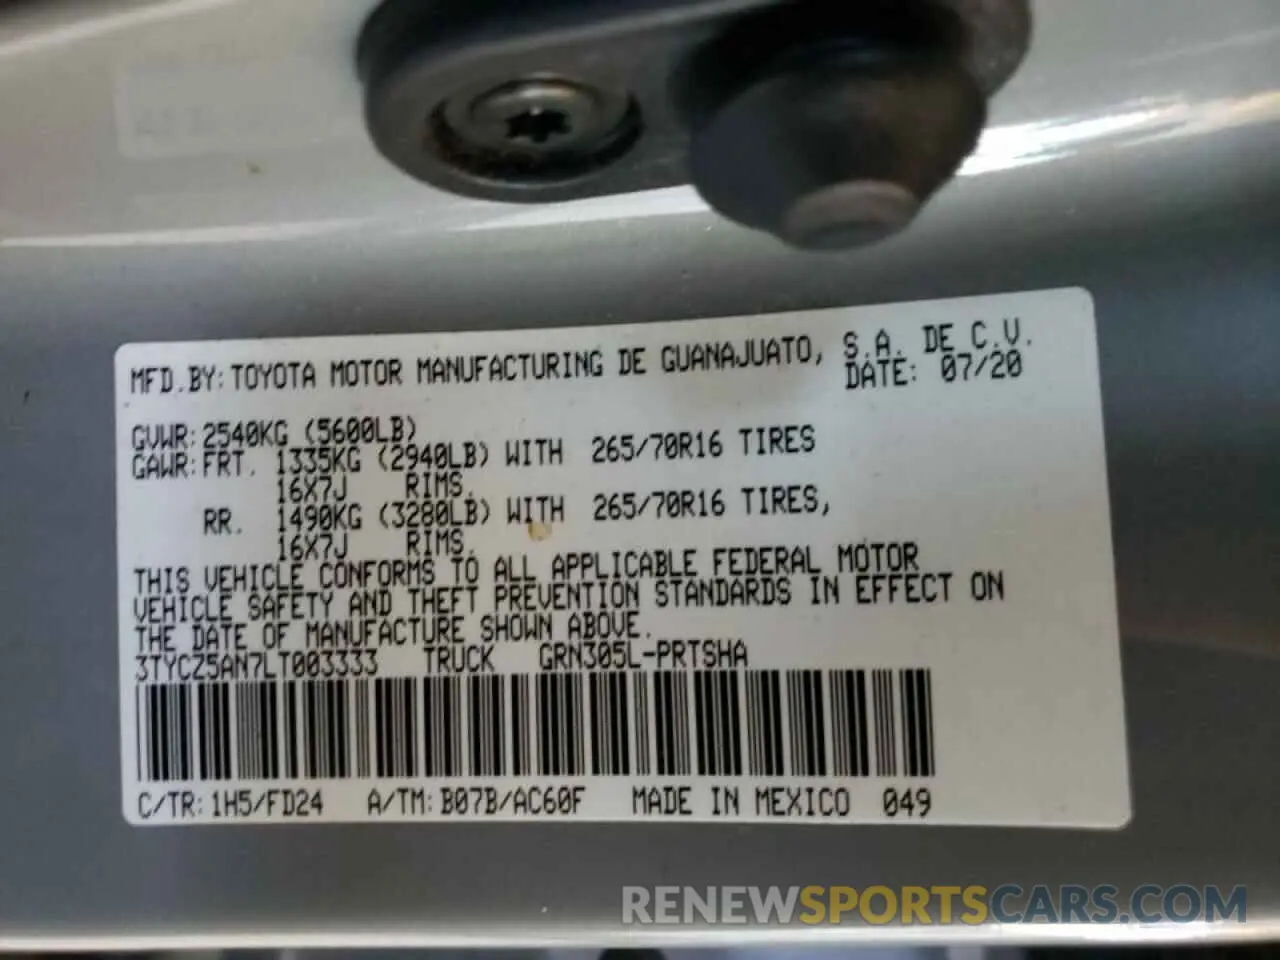 MFD.BY: TOYOTA MOTOR MANUFACTURING DE GUANAJUATO, S.A. DE C.V.
DATE: 07/20
GVWR: 2540KG (5600LB)
GAWR: FRT. 1335KG (2940LB) WITH 265/70R16 TIRES
16X7J RIMS,
RR. 1490KG (3280LB) WITH 265/70R16 TIRES,
16X7J RIMS.
THIS VEHICLE CONFORMS TO ALL APPLICABLE FEDERAL MOTOR
VEHICLE SAFETY AND THEFT PREVENTION STANDARDS IN EFFECT ON
THE DATE OF MANUFACTURE SHOWN ABOVE.
3TYCZ5AN7LT003333 TRUCK GRN305L-PRTSHA
C/TR: 1H5/FD24 A/TM: B07B/AC60F MADE IN MEXICO 049
RENEWSPORTSCARS.COM